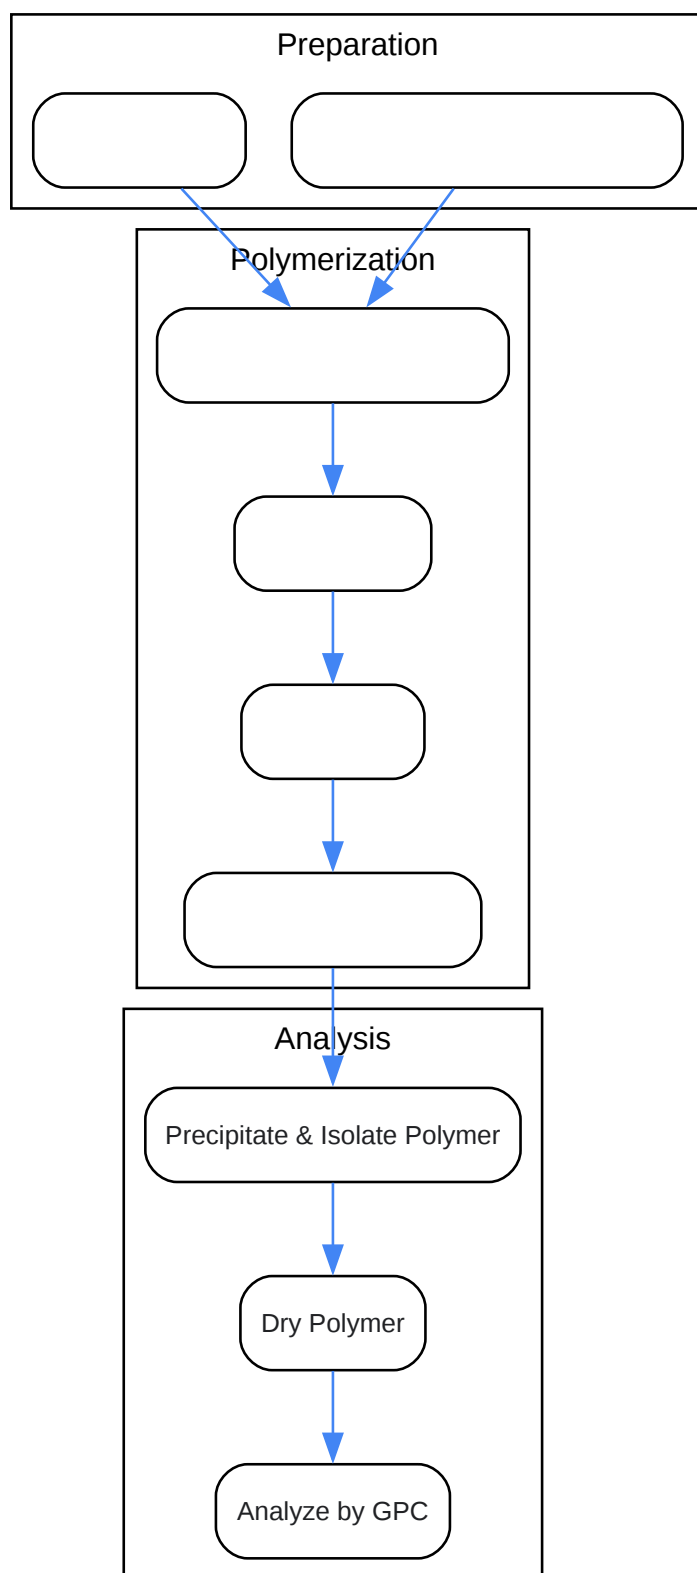 Preparation
Polymerization
Analysis
Precipitate & Isolate Polymer
Dry Polymer
Analyze by GPC